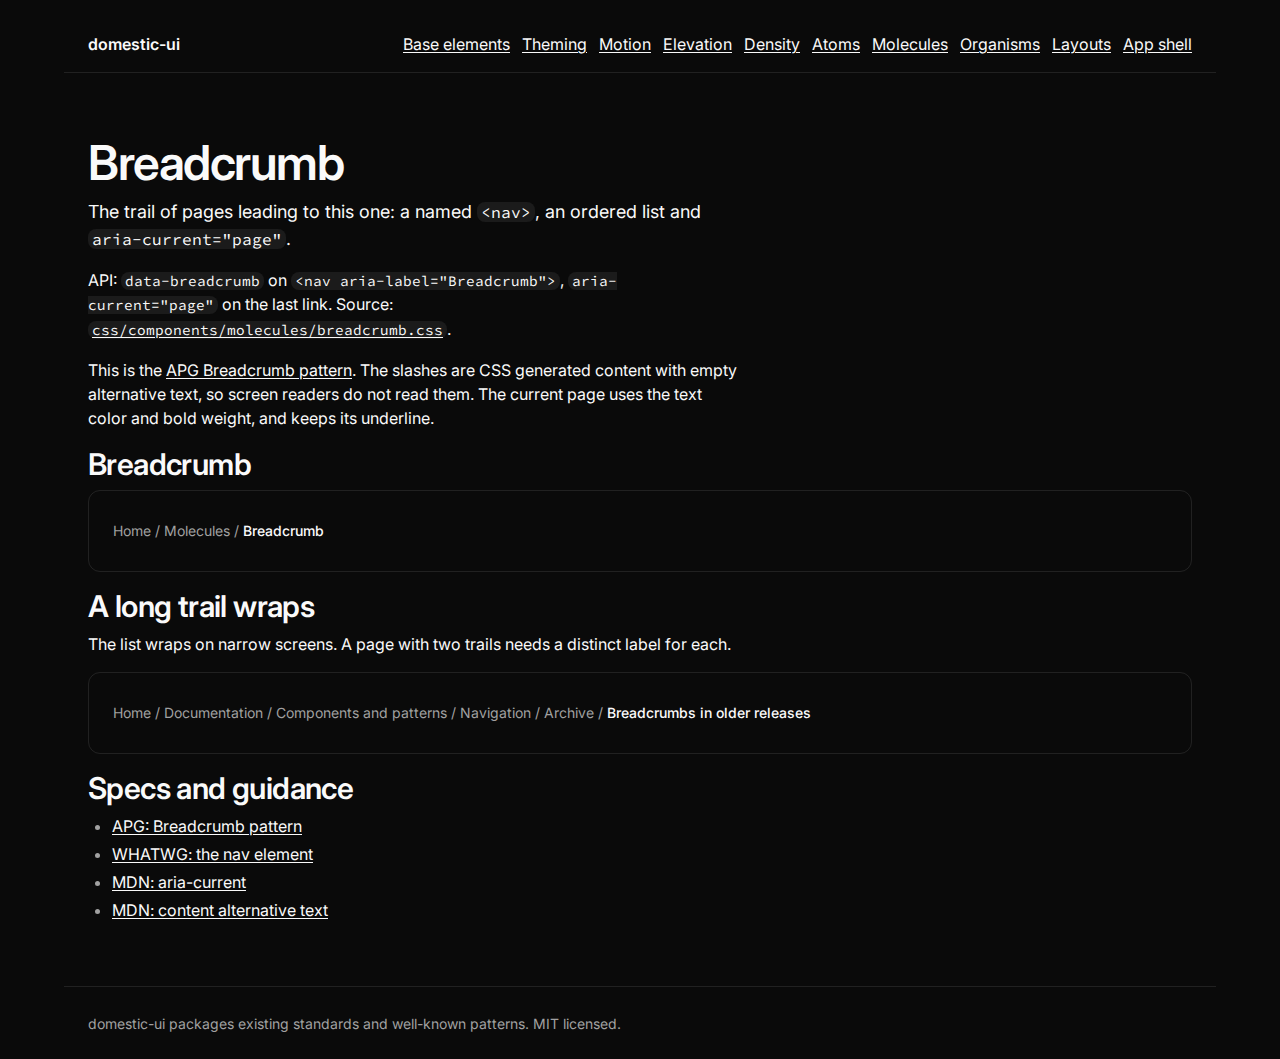 domestic-ui
Base elements Theming Motion Elevation Density Atoms Molecules Organisms Layouts App shell
Breadcrumb
The trail of pages leading to this one: a named <nav>, an ordered list and
aria-current="page".
API: data-breadcrumb on <nav aria-label="Breadcrumb">, aria-
current="page" on the last link. Source:
css/components/molecules/breadcrumb.css.
This is the APG Breadcrumb pattern. The slashes are CSS generated content with empty
alternative text, so screen readers do not read them. The current page uses the text
color and bold weight, and keeps its underline.
Breadcrumb
Home / Molecules / Breadcrumb
A long trail wraps
The list wraps on narrow screens. A page with two trails needs a distinct label for each.
Home / Documentation / Components and patterns / Navigation / Archive / Breadcrumbs in older releases
Specs and guidance
APG: Breadcrumb pattern
WHATWG: the nav element
MDN: aria-current
MDN: content alternative text
domestic-ui packages existing standards and well-known patterns. MIT licensed.